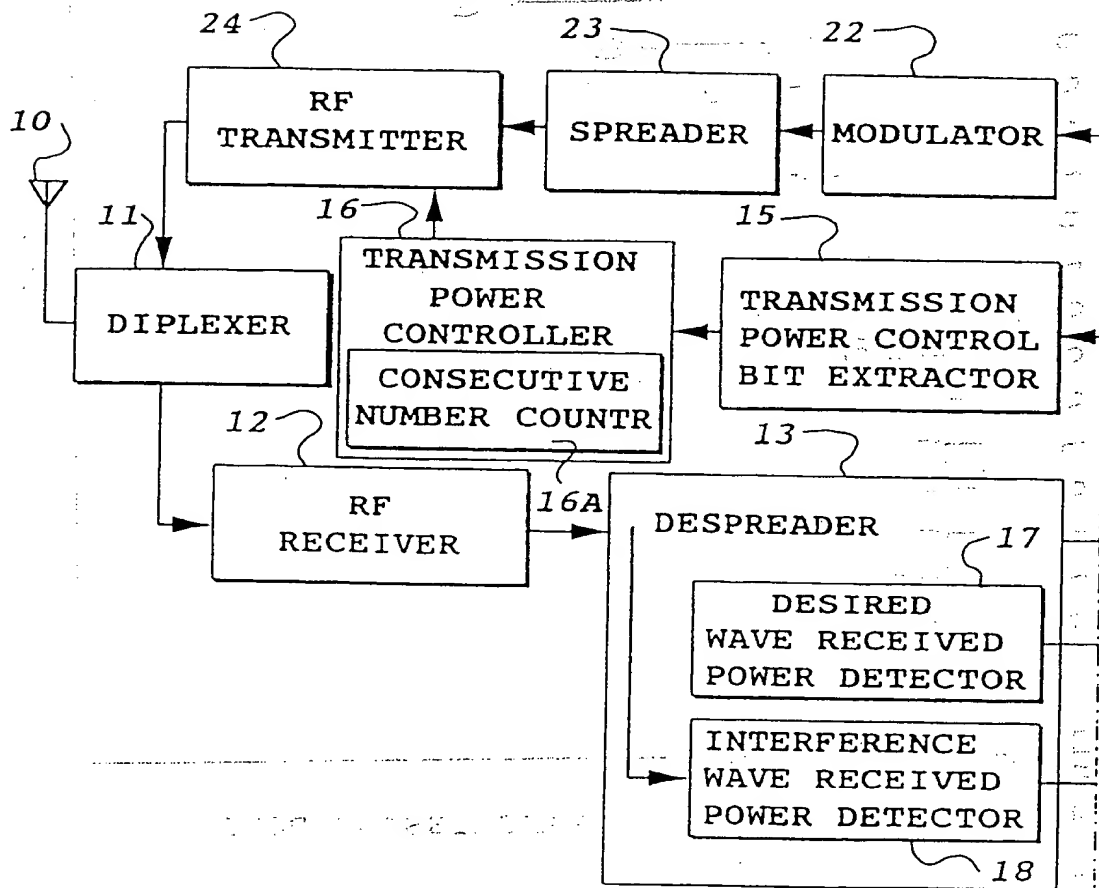 24
23
22
RF
TRANSMITTER
SPREADER
MODULATOR
10
11
16
15
DIPLEXER
TRANSMISSION
POWER
CONTROLLER
CONSECUTIVE
NUMBER COUNTR
TRANSMISSION
POWER CONTROL
BIT EXTRACTOR
12
16A
13
RF
RECEIVER
DESPREADER
17
DESIRED
WAVE RECEIVED
POWER DETECTOR
INTERFERENCE
WAVE RECEIVED
POWER DETECTOR
18